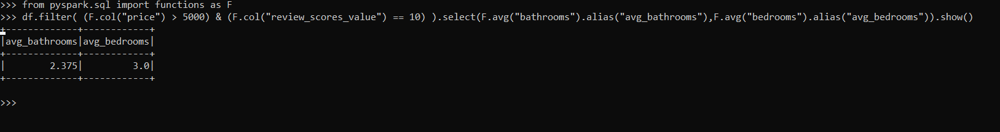 >>> from pyspark.sql import functions as F
>>> df.filter( (F.col("price") > 5000) & (F.col("review_scores_value") == 10) ).select(F.avg("bathrooms").alias("avg_bathrooms"),F.avg("bedrooms").alias("avg_bedrooms")).show()
+-------------+------------+
|avg_bathrooms|avg_bedrooms|
+-------------+------------+
|        2.375|         3.0|
+-------------+------------+
>>>